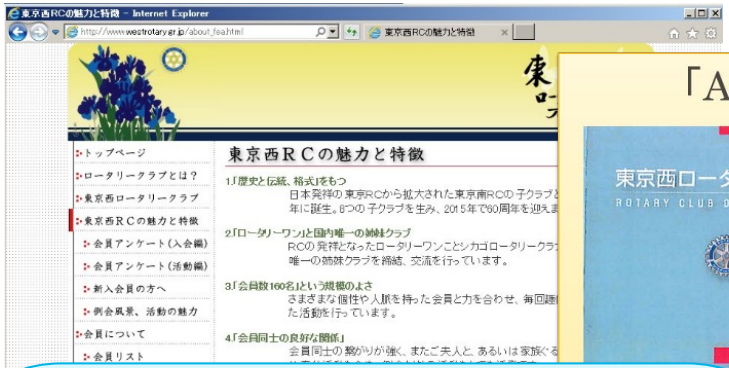 東京西RCの魅力と特徴 - Internet Explorer
http://www.westrotary.gr.jp/about_fea.html
東京西RCの魅力と特徴
東京西RCの魅力と特徴
トップページ
ロータリークラブとは?
東京西ロータリークラブ
東京西RCの魅力と特徴
会員アンケート(入会編)
会員アンケート(活動編)
新入会員の方へ
例会風景、活動の魅力
会員について
会員リスト
1.「歴史と伝統、格式」をもつ
日本発祥の東京RCから拡大された東京南RCの子クラブと
年に誕生。6つの子クラブを生み、2015年で60周年を迎えま
2.「ロータリーワン」と国内唯一の姉妹クラブ
RCの発祥となったロータリーワンことシカゴロータリークラ
唯一の姉妹クラブを締結、交流を行っています。
3.「会員数160名」という規模のよさ
さまざまな個性や人脈を持った会員と力を合わせ、毎回趣
た活動を行っています。
4.「会員同士の良好な関係」
会員同士の繋がりが強く、またご夫人と、あるいは家族ぐる
「A
東京西ロータ
ROTARY CLUB O